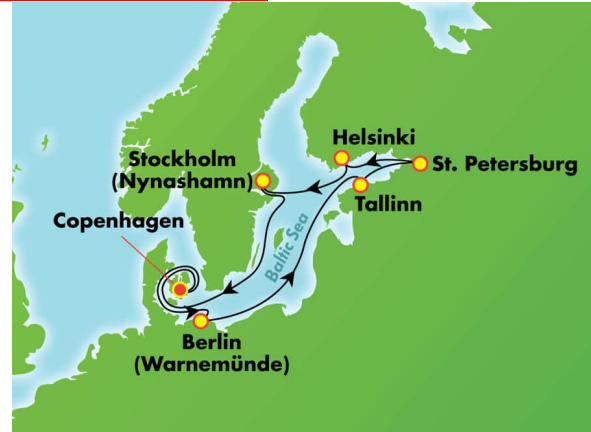 Helsinki
Stockholm
(Nynashamn)
St. Petersburg
Tallinn
Copenhagen
Baltic Sea
Berlin
(Warnemünde)